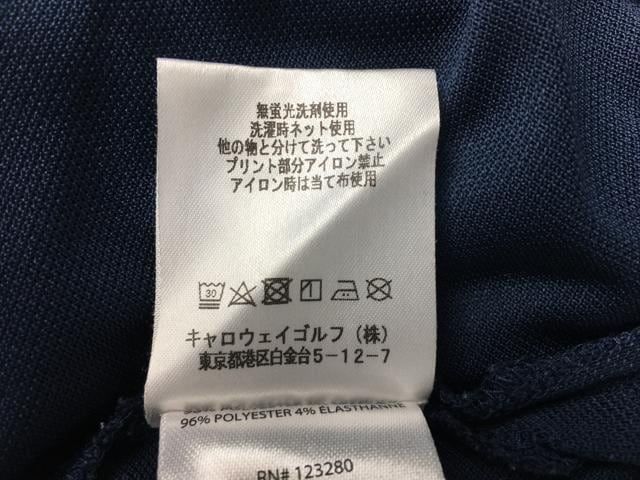 無蛍光洗剤使用
洗濯時ネット使用
他の物と分けて洗って下さい
プリント部分アイロン禁止
アイロン時は当て布使用
30
キャロウェイゴルフ（株）
東京都港区白金台5-12-7
96% POLYESTER 4% ÉLASTHANNE
RN# 123280